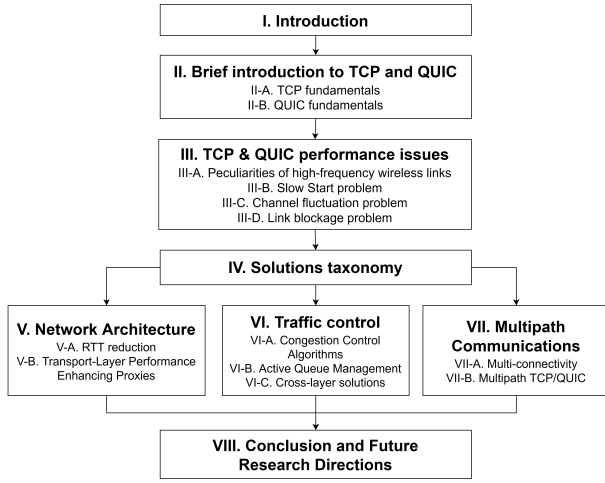 I. Introduction
II. Brief introduction to TCP and QUIC
II-A. TCP fundamentals
II-B. QUIC fundamentals
III. TCP & QUIC performance issues
III-A. Peculiarities of high-frequency wireless links
III-B. Slow Start problem
III-C. Channel fluctuation problem
III-D. Link blockage problem
IV. Solutions taxonomy
V. Network Architecture
V-A. RTT reduction
V-B. Transport-Layer Performance
Enhancing Proxies
VI. Traffic control
VI-A. Congestion Control
Algorithms
VI-B. Active Queue Management
VI-C. Cross-layer solutions
VII. Multipath
Communications
VII-A. Multi-connectivity
VII-B. Multipath TCP/QUIC
VIII. Conclusion and Future
Research Directions